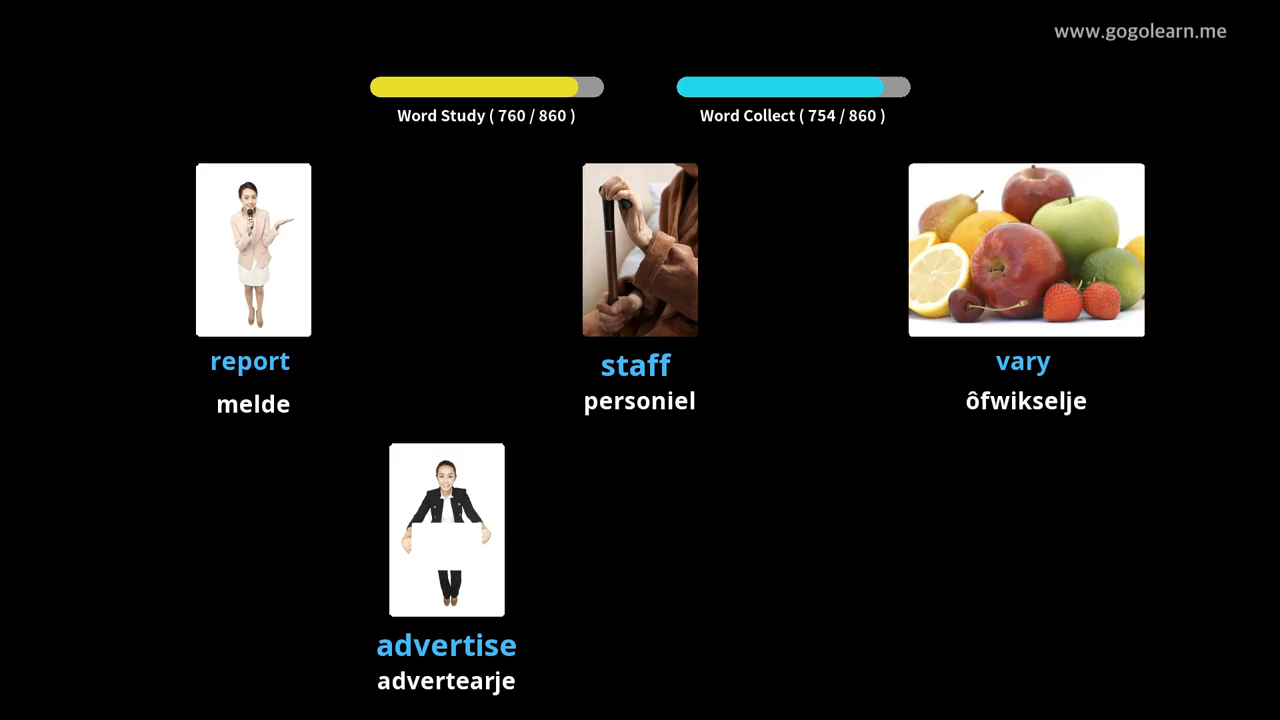 www.gogolearn.me
Word Study ( 760 / 860 )
Word Collect ( 754 / 860 )
report
staff
vary
melde
personiel
ôfwikselje
advertise
advertearje